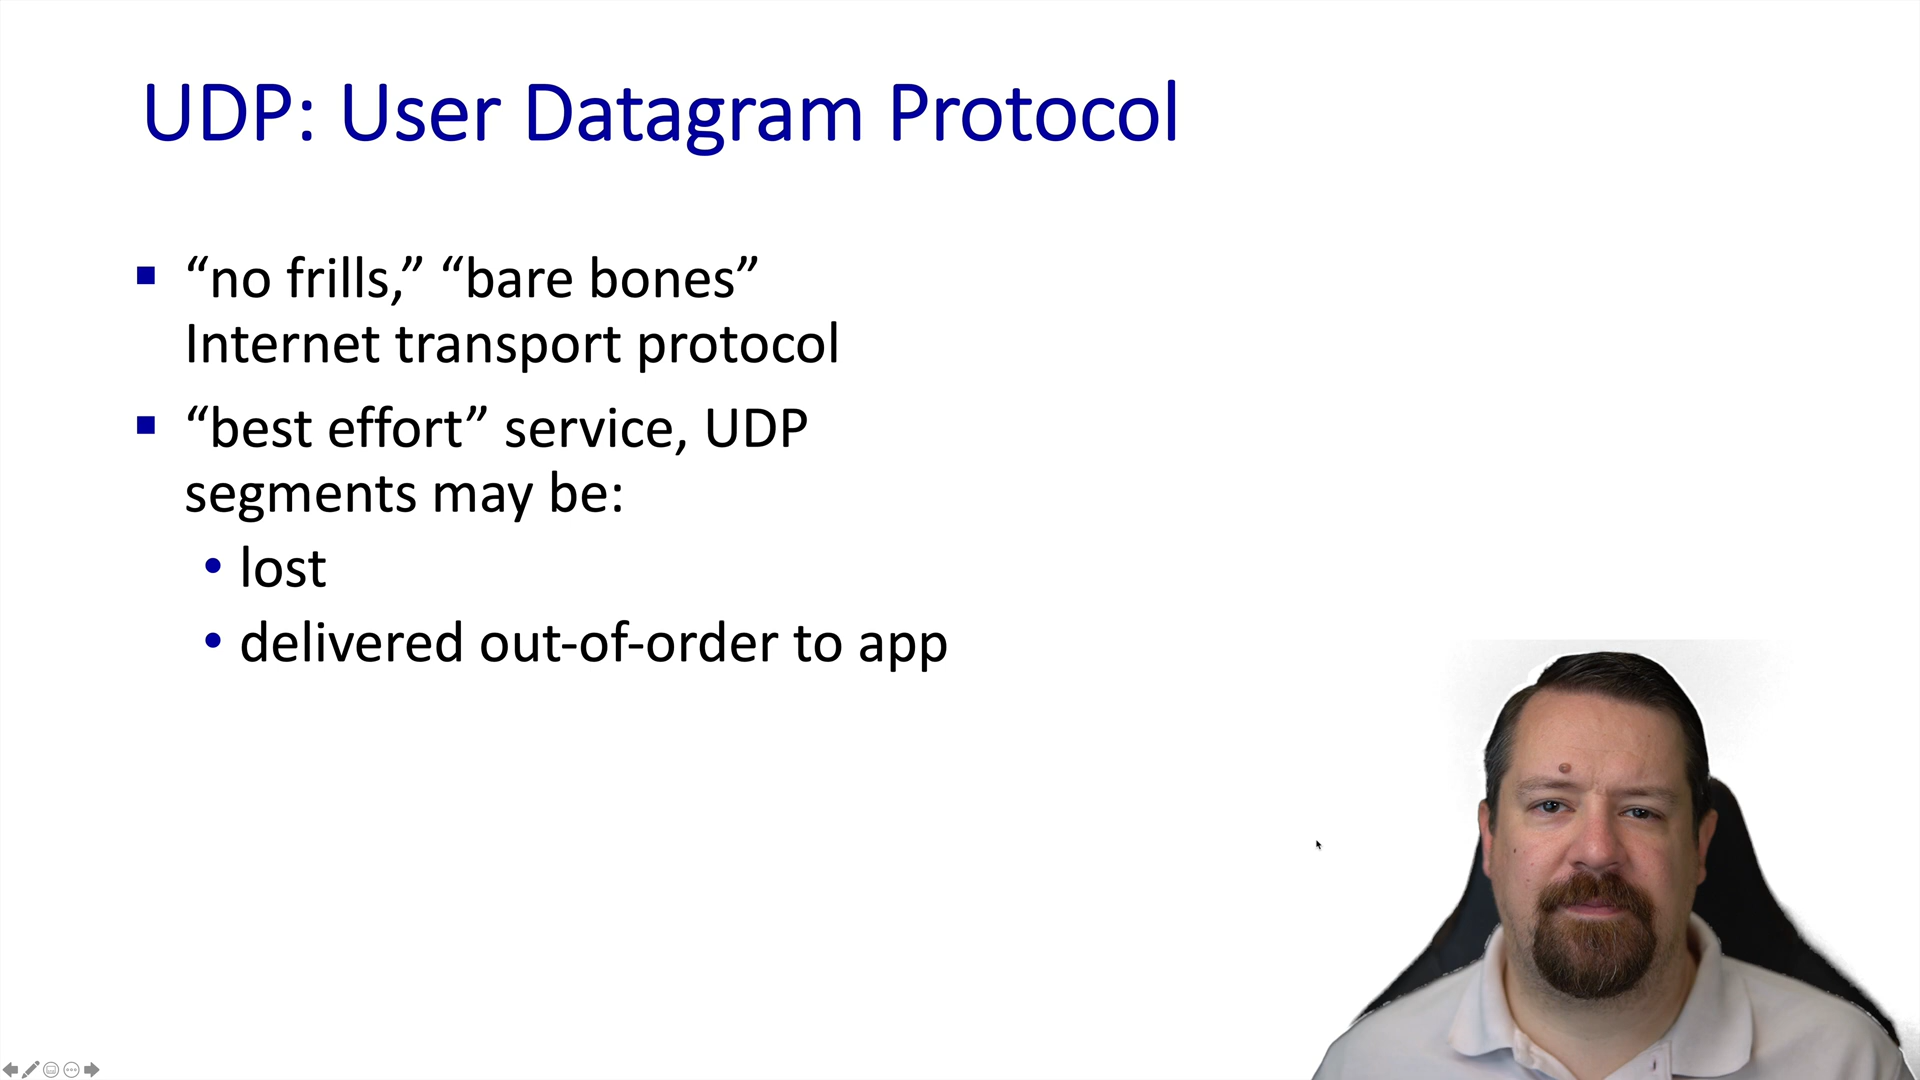 UDP: User Datagram Protocol
“no frills,” “bare bones”
Internet transport protocol
“best effort” service, UDP
segments may be:
lost
delivered out-of-order to app